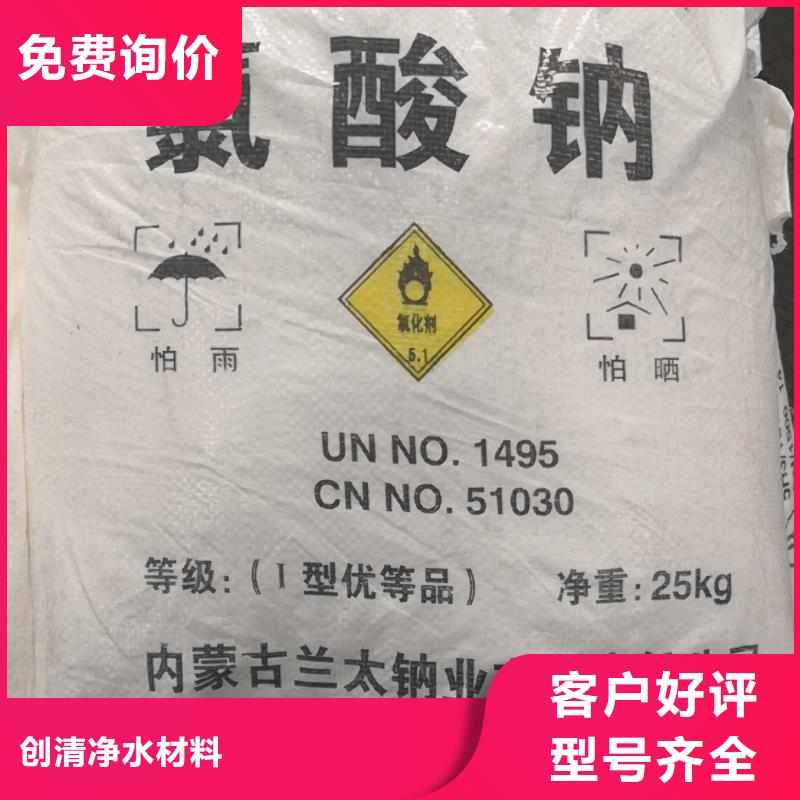 免费询价
氯酸钠
氧化剂
5.1
怕雨
怕晒
UN NO. 1495
CN NO. 51030
等级:(I型优等品) 净重:25kg
内蒙古兰太钠业
客户好评
型号齐全
创清净水材料